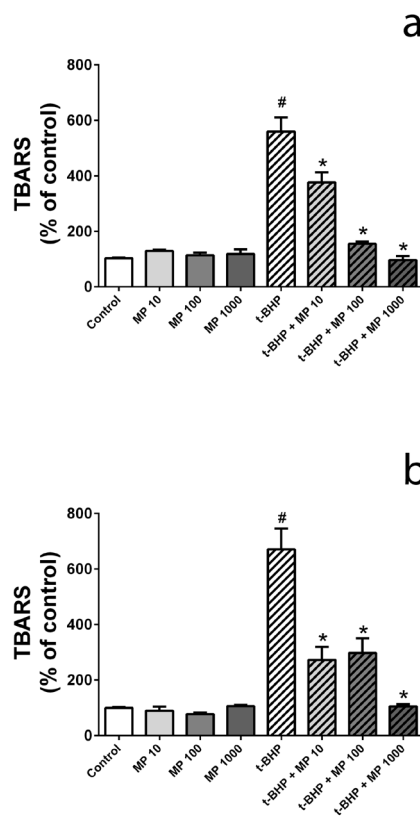 a
TBARS
(% of control)
800
600
400
200
0
#
*
*
*
Control
MP 10
MP 100
MP 1000
t-BHP
t-BHP + MP 10
t-BHP + MP 100
t-BHP + MP 1000
b
TBARS
(% of control)
800
600
400
200
0
#
*
*
*
Control
MP 10
MP 100
MP 1000
t-BHP
t-BHP + MP 10
t-BHP + MP 100
t-BHP + MP 1000